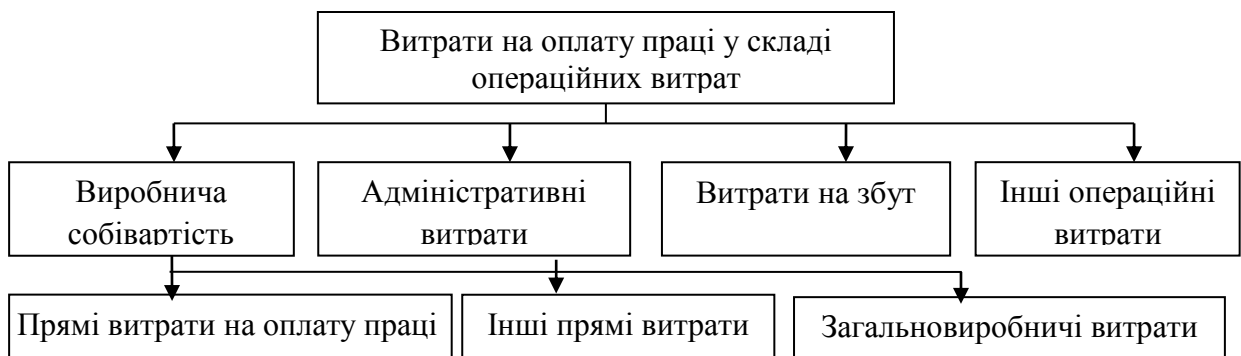 Витрати на оплату праці у складі
операційних витрат
Виробнича
собівартість
Адміністративні
витрати
Витрати на збут
Інші операційні
витрати
Прямі витрати на оплату праці
Інші прямі витрати
Загальновиробничі витрати